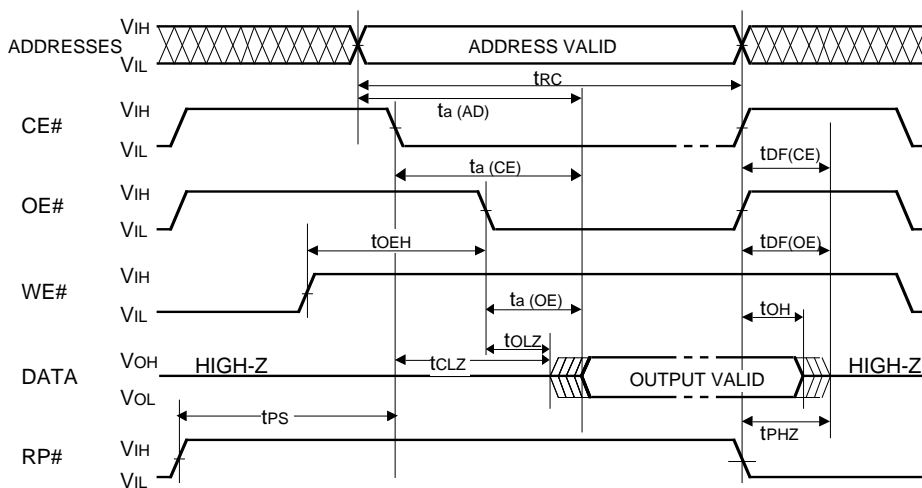 ADDRESSES VIH VIL ADDRESS VALID
tRC
ta (AD)
CE# VIH VIL
ta (CE) tDF(CE)
OE# VIH VIL
tOEH tDF(OE)
WE# VIH VIL
ta (OE) tOH
tOLZ
tCLZ
DATA VOH VOL HIGH-Z OUTPUT VALID HIGH-Z
tPS tPHZ
RP# VIH VIL